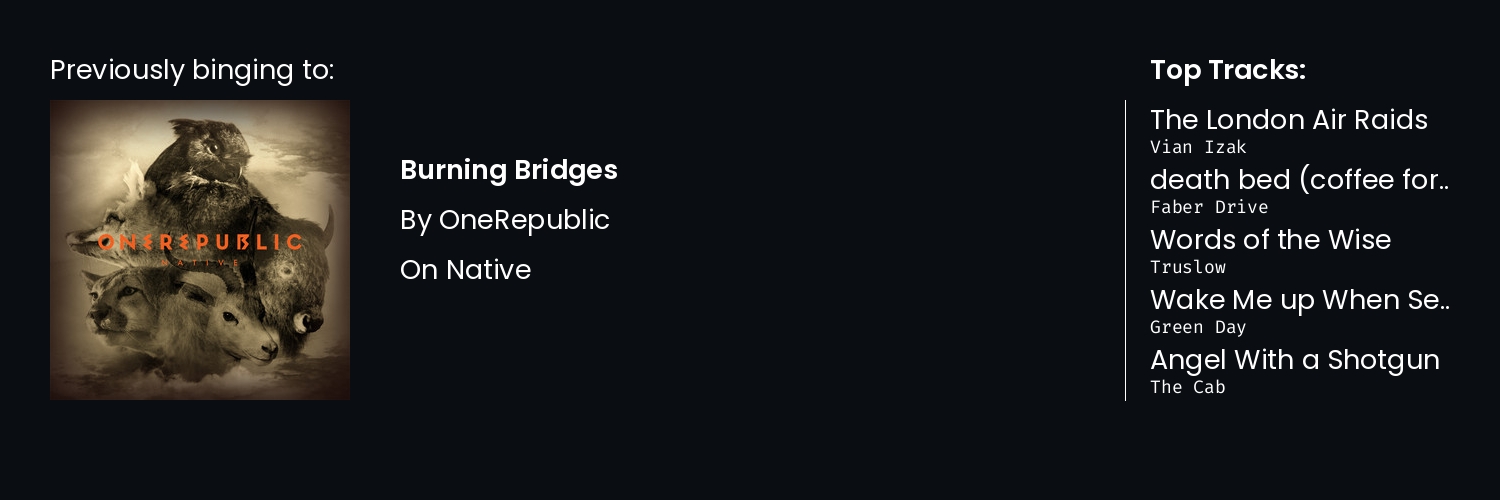 Previously binging to:
ONEREPUBLIC
NATIVE
Burning Bridges
By OneRepublic
On Native
Top Tracks:
The London Air Raids
Vian Izak
death bed (coffee for..
Faber Drive
Words of the Wise
Truslow
Wake Me up When Se..
Green Day
Angel With a Shotgun
The Cab